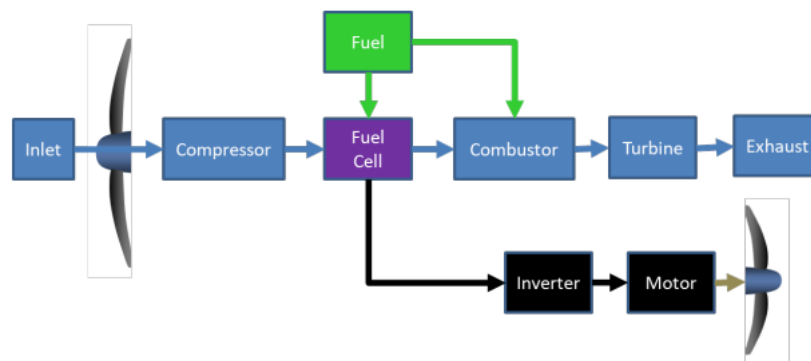 Fuel
Inlet
Compressor
Fuel
Cell
Combustor
Turbine
Exhaust
Inverter
Motor